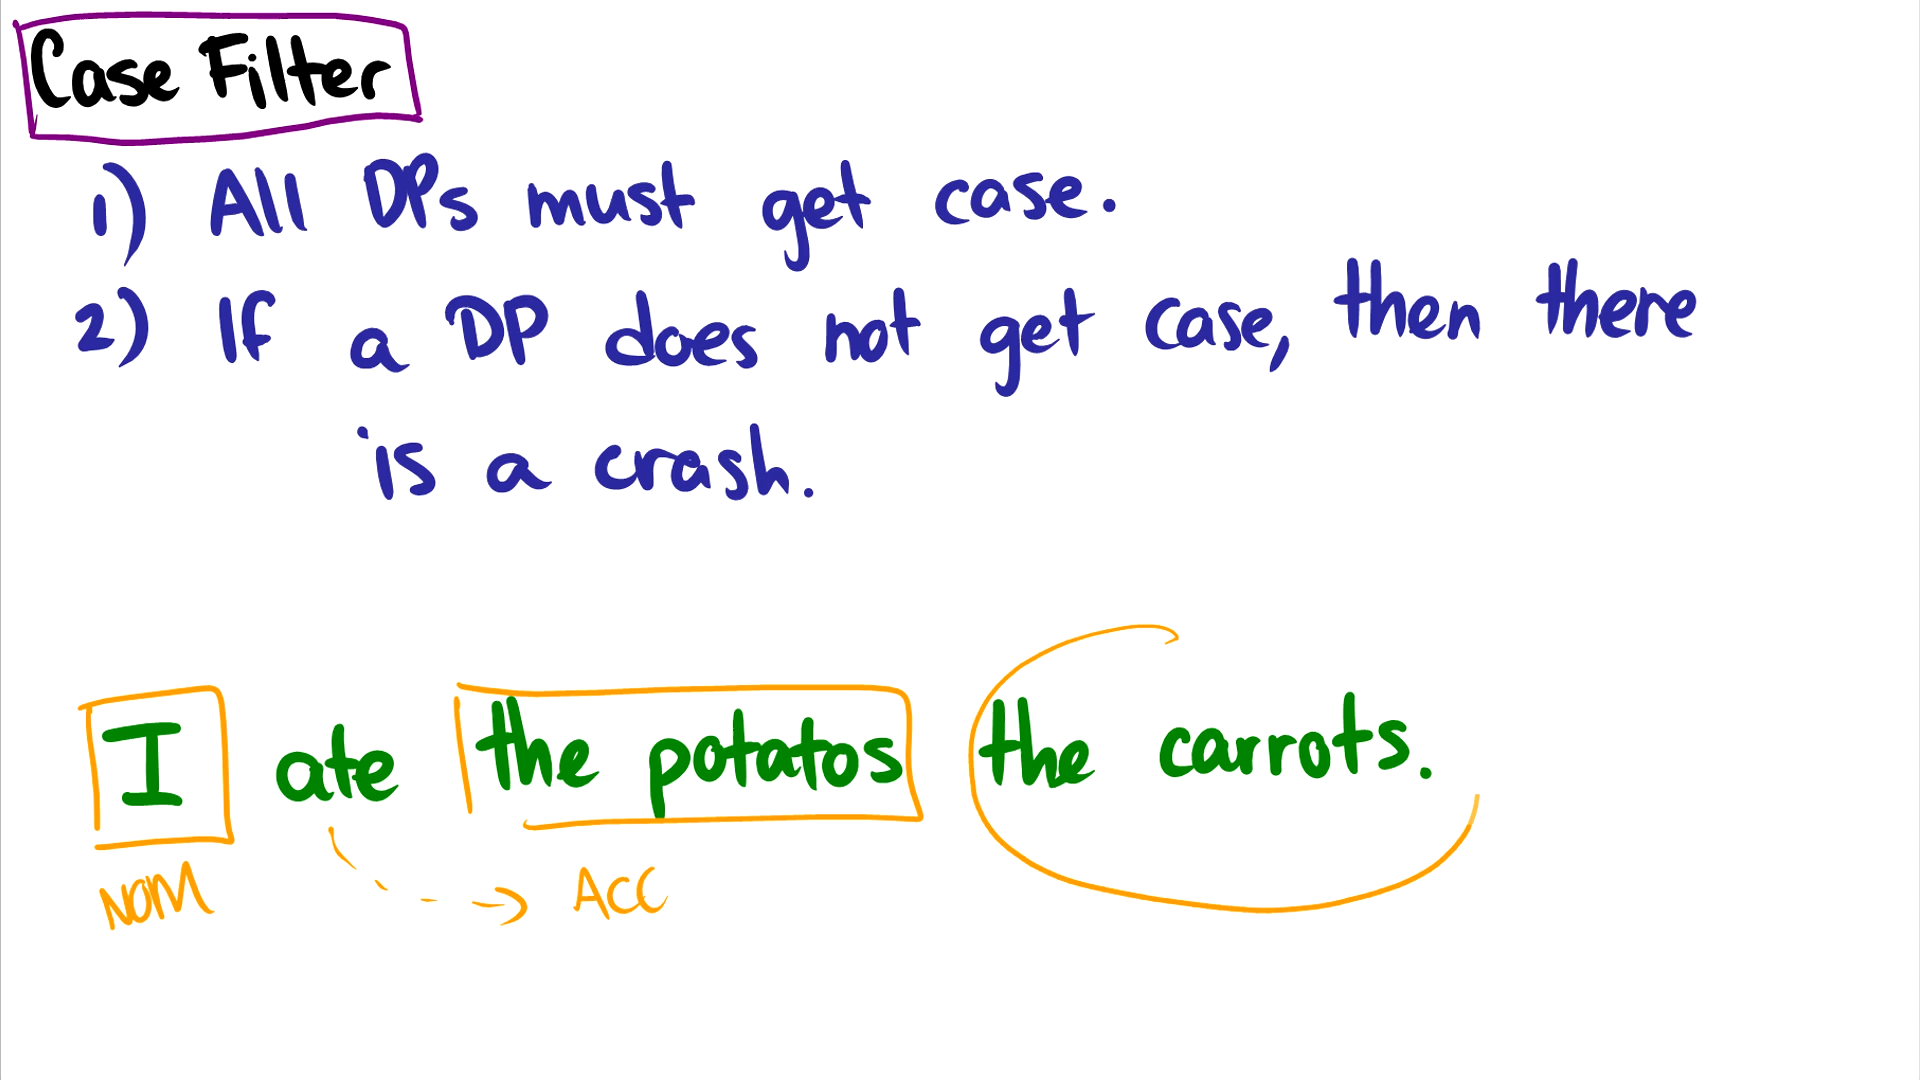 Case Filter
1) All DPs must get case.
2) If a DP does not get case, then there
is a crash.
I ate the potatos the carrots.
NOM ACC